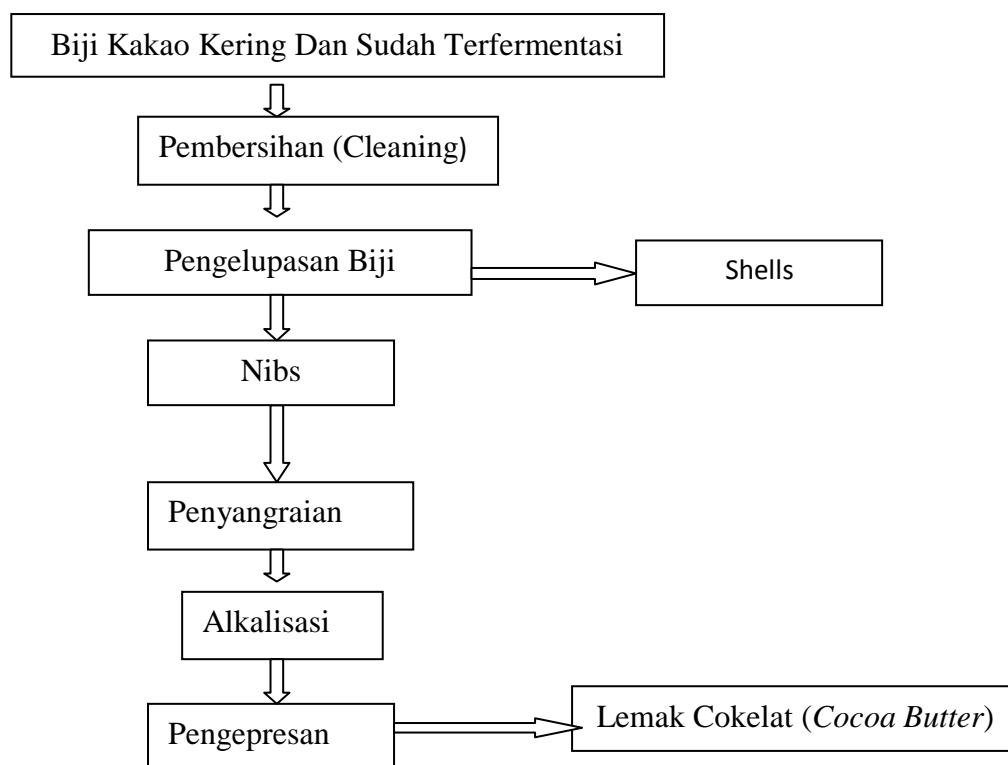 Biji Kakao Kering Dan Sudah Terfermentasi
Pembersihan (Cleaning)
Pengelupasan Biji
Shells
Nibs
Penyangraian
Alkalisasi
Pengepresan
Lemak Cokelat (Cocoa Butter)